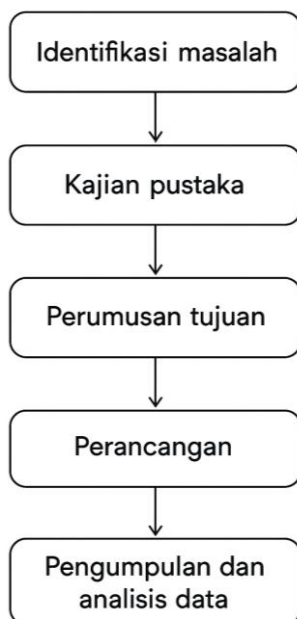 Identifikasi masalah
Kajian pustaka
Perumusan tujuan
Perancangan
Pengumpulan dan
analisis data